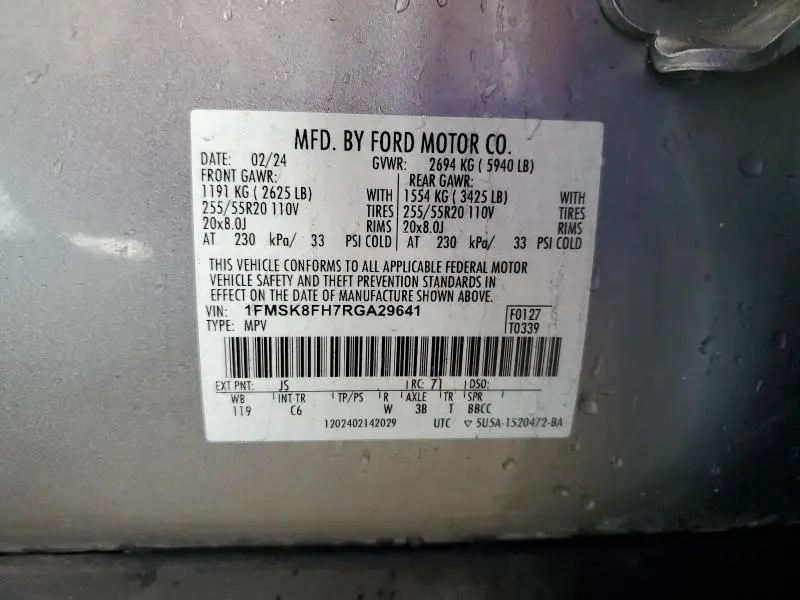 MFD. BY FORD MOTOR CO.
DATE: 02/24 GVWR: 2694 KG ( 5940 LB)
FRONT GAWR: REAR GAWR:
1191 KG ( 2625 LB) WITH 1554 KG ( 3425 LB) WITH
255/55R20 110V TIRES 255/55R20 110V TIRES
20x8.0J RIMS 20x8.0J RIMS
AT 230 kPa/ 33 PSI COLD AT 230 kPa/ 33 PSI COLD
THIS VEHICLE CONFORMS TO ALL APPLICABLE FEDERAL MOTOR
VEHICLE SAFETY AND THEFT PREVENTION STANDARDS IN
EFFECT ON THE DATE OF MANUFACTURE SHOWN ABOVE.
VIN: 1FMSK8FH7RGA29641 F0127
TYPE: MPV T0339
EXT PNT: JS RC: 71 DSO:
WB INT TR TP/PS R AXLE TR SPR
119 C6 W 3B T BBCC
1202402142029 UTC ▽ 5U5A-1520472-BA